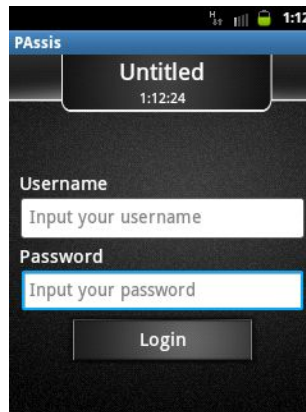 H
1:12
PAssis
Untitled
1:12:24
Username
Input your username
Password
Input your password
Login